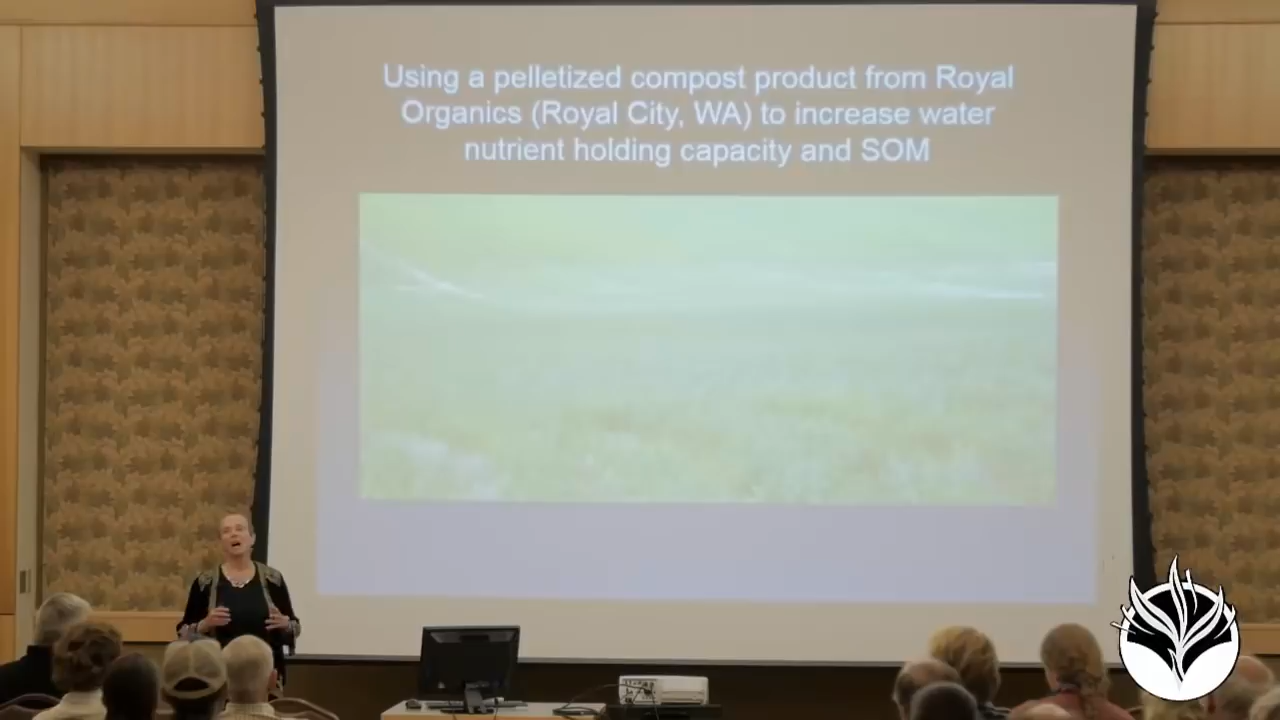 Using a pelletized compost product from Royal
Organics (Royal City, WA) to increase water
nutrient holding capacity and SOM